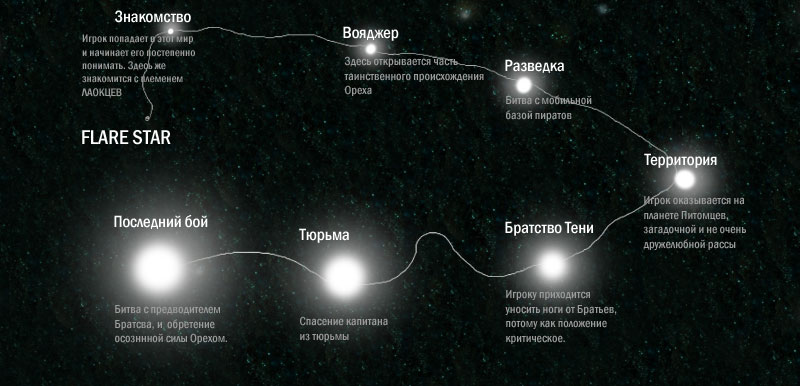 Знакомство
Игрок попадает в этот мир
и начинает его постепенно
понимать. Здесь же
знакомится с племенем
ЛАОКЦЕВ
FLARE STAR
Вояджер
Здесь открывается часть
таинственного происхождения
Ореха
Разведка
Битва с мобильной
базой пиратов
Территория
Игрок оказывается на
планете Питомцев,
загадочной и не очень
дружелюбной рассы
Братство Тени
Игроку приходится
уносить ноги от Братьев,
потому как положение
критическое.
Тюрьма
Спасение капитана
из тюрьмы
Последний бой
Битва с предводителем
Братсва, и обретение
осозннной силы Орехом.